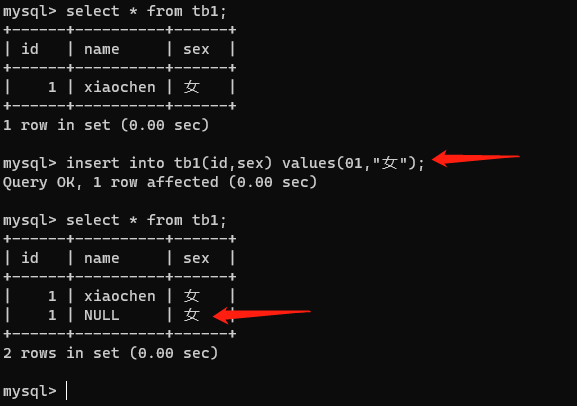 mysql> select * from tb1;
+------+----------+------+
| id   | name     | sex  |
+------+----------+------+
|    1 | xiaochen | 女   |
+------+----------+------+
1 row in set (0.00 sec)
mysql> insert into tb1(id,sex) values(01,"女");
Query OK, 1 row affected (0.00 sec)
mysql> select * from tb1;
+------+----------+------+
| id   | name     | sex  |
+------+----------+------+
|    1 | xiaochen | 女   |
|    1 | NULL     | 女   |
+------+----------+------+
2 rows in set (0.00 sec)
mysql>